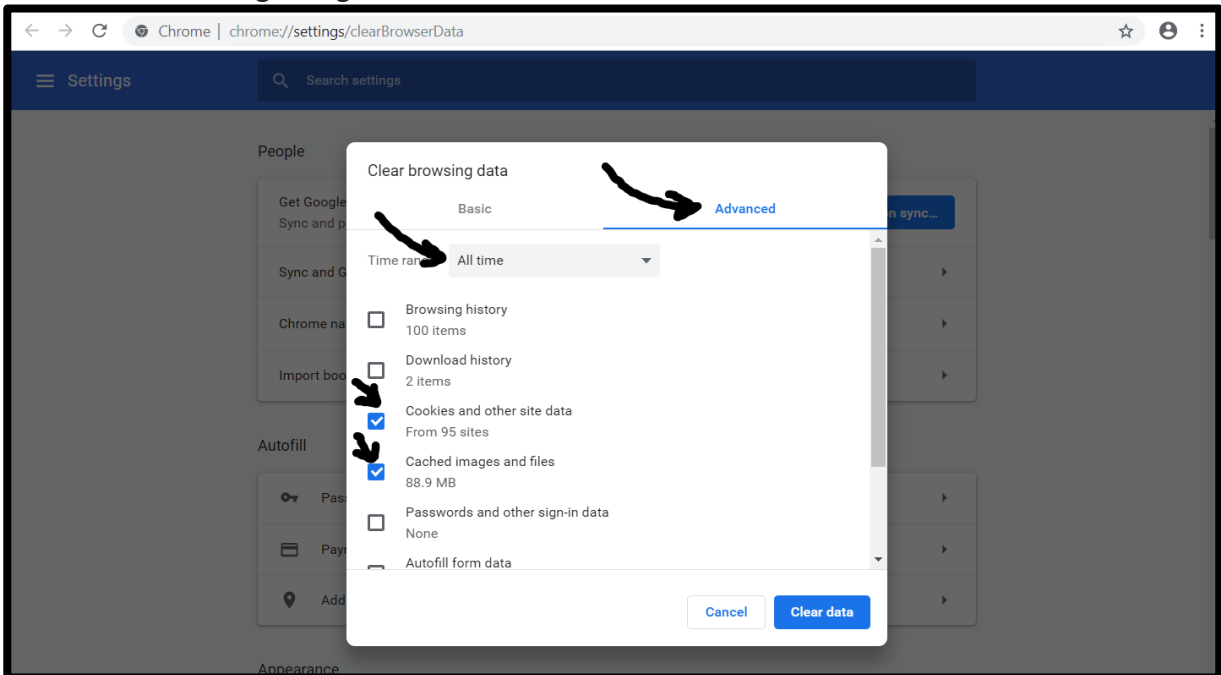 Chrome | chrome://settings/clearBrowserData
Settings
Search settings
People
Clear browsing data
Get Google
Basic
Advanced
Sync and
sync...
Time
All time
Sync and G
Browsing history
100 items
Chrome na
Download history
2 items
Import boo
Cookies and other site data
From 95 sites
Autofill
Cached images and files
88.9 MB
Pass
Passwords and other sign-in data
None
Pay
Autofill form data
Add
Cancel
Clear data
Appearance